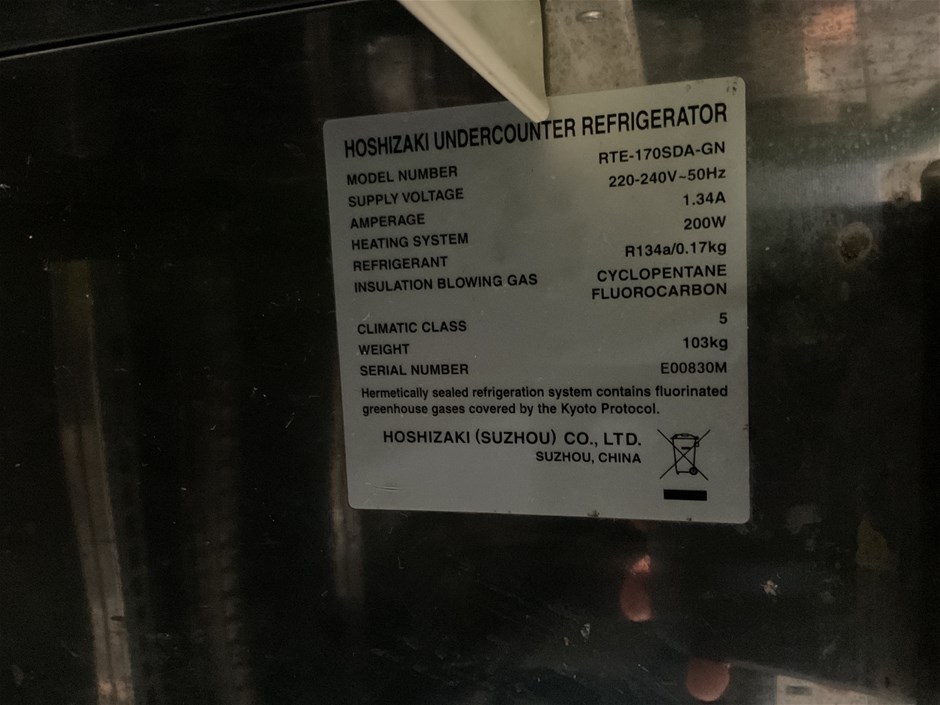 HOSHIZAKI UNDERCOUNTER REFRIGERATOR
MODEL NUMBER RTE-170SDA-GN
SUPPLY VOLTAGE 220-240V~50Hz
AMPERAGE 1.34A
HEATING SYSTEM 200W
REFRIGERANT R134a/0.17kg
INSULATION BLOWING GAS CYCLOPENTANE
FLUOROCARBON
CLIMATIC CLASS 5
WEIGHT 103kg
SERIAL NUMBER E00830M
Hermetically sealed refrigeration system contains fluorinated
greenhouse gases covered by the Kyoto Protocol.
HOSHIZAKI (SUZHOU) CO., LTD.
SUZHOU, CHINA